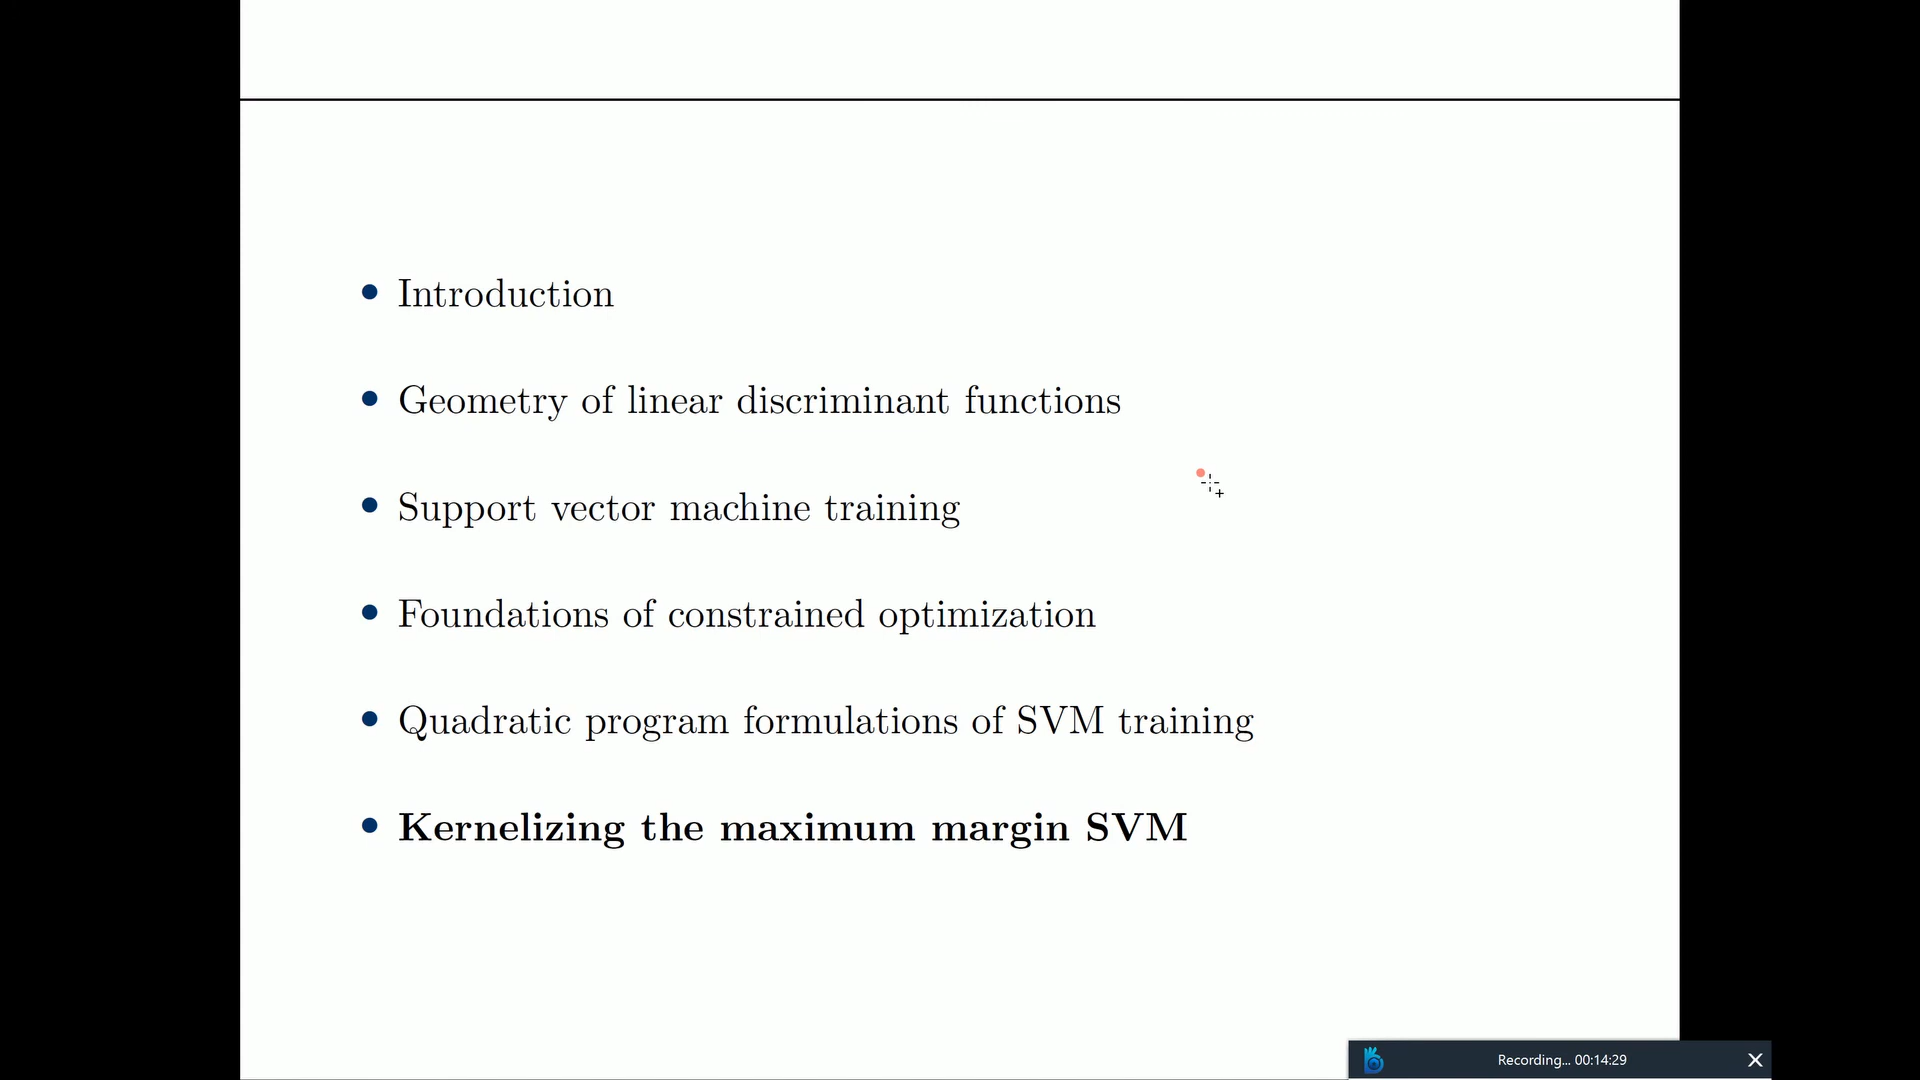 Introduction
Geometry of linear discriminant functions
Support vector machine training
Foundations of constrained optimization
Quadratic program formulations of SVM training
Kernelizing the maximum margin SVM
Recording... 00:14:29